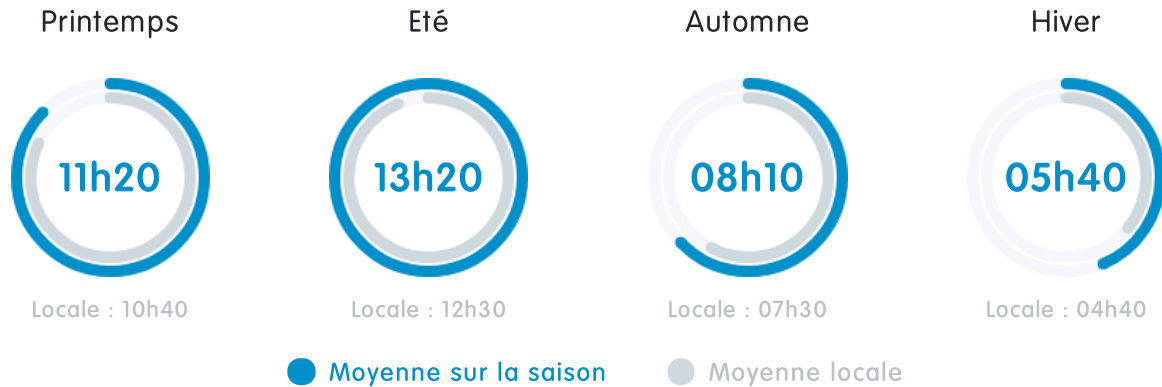 Printemps
Eté
Automne
Hiver
11h20
13h20
08h10
05h40
Locale : 10h40
Locale : 12h30
Locale : 07h30
Locale : 04h40
Moyenne sur la saison
Moyenne locale